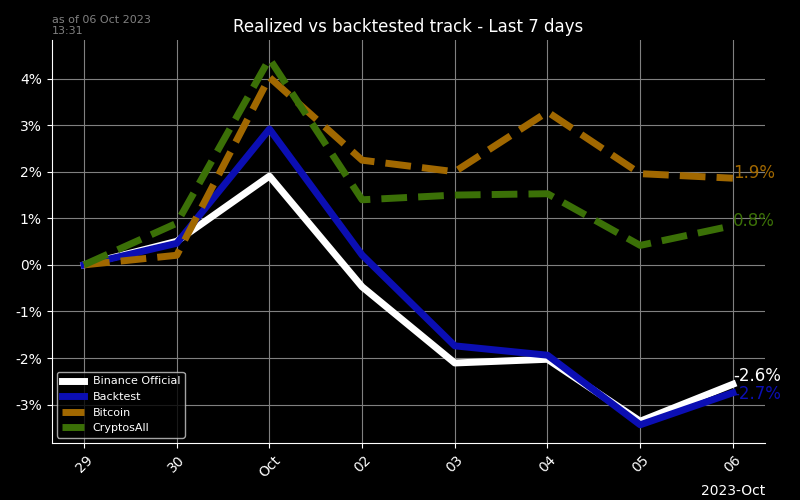 as of 06 Oct 2023
13:31
Realized vs backtested track - Last 7 days
4%
3%
2%
1%
0%
-1%
-2%
-3%
1.9%
0.8%
-2.6%
-2.7%
Binance Official
Backtest
Bitcoin
CryptosAll
29
30
Oct
02
03
04
05
06
2023-Oct